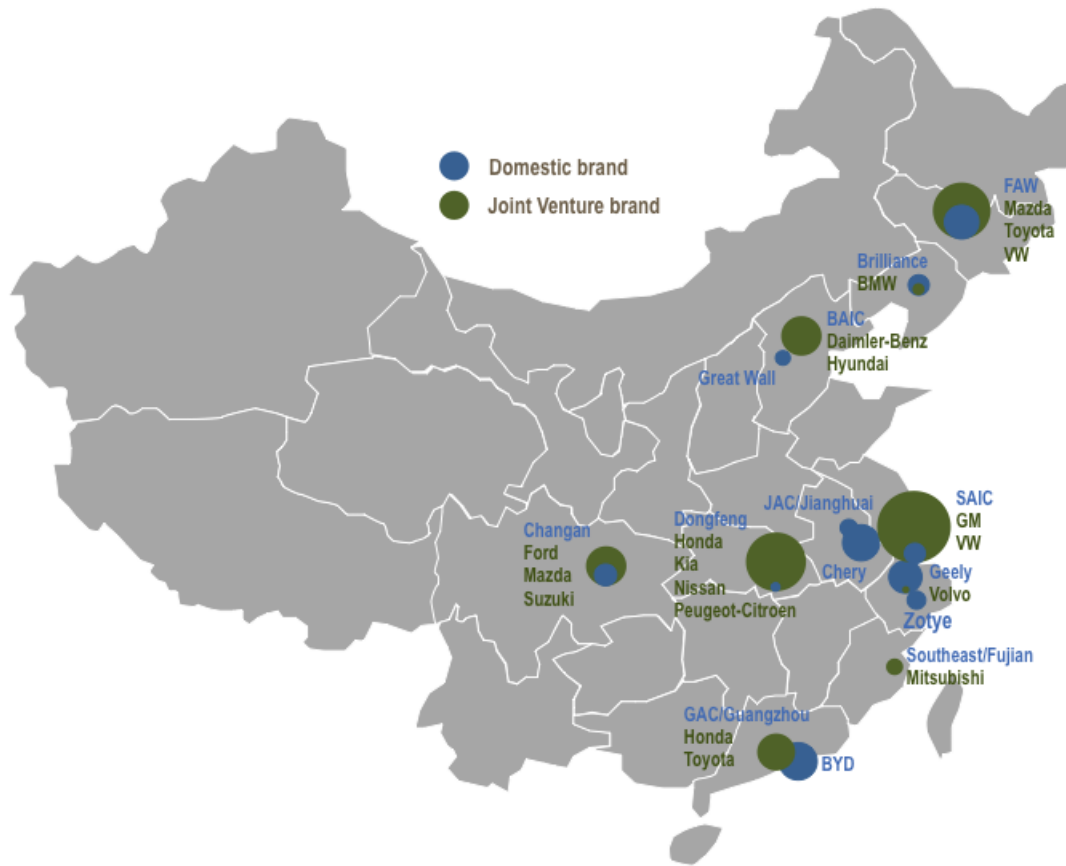 Domestic brand
Joint Venture brand
FAW
Mazda
Toyota
VW
Brilliance
BMW
BAIC
Daimler-Benz
Hyundai
Great Wall
JAC/Jianghuai
SAIC
GM
VW
Changan
Ford
Mazda
Suzuki
Dongfeng
Honda
Kia
Nissan
Peugeot-Citroen
Chery
Geely
Volvo
Zotye
Southeast/Fujian
Mitsubishi
GAC/Guangzhou
Honda
Toyota
BYD